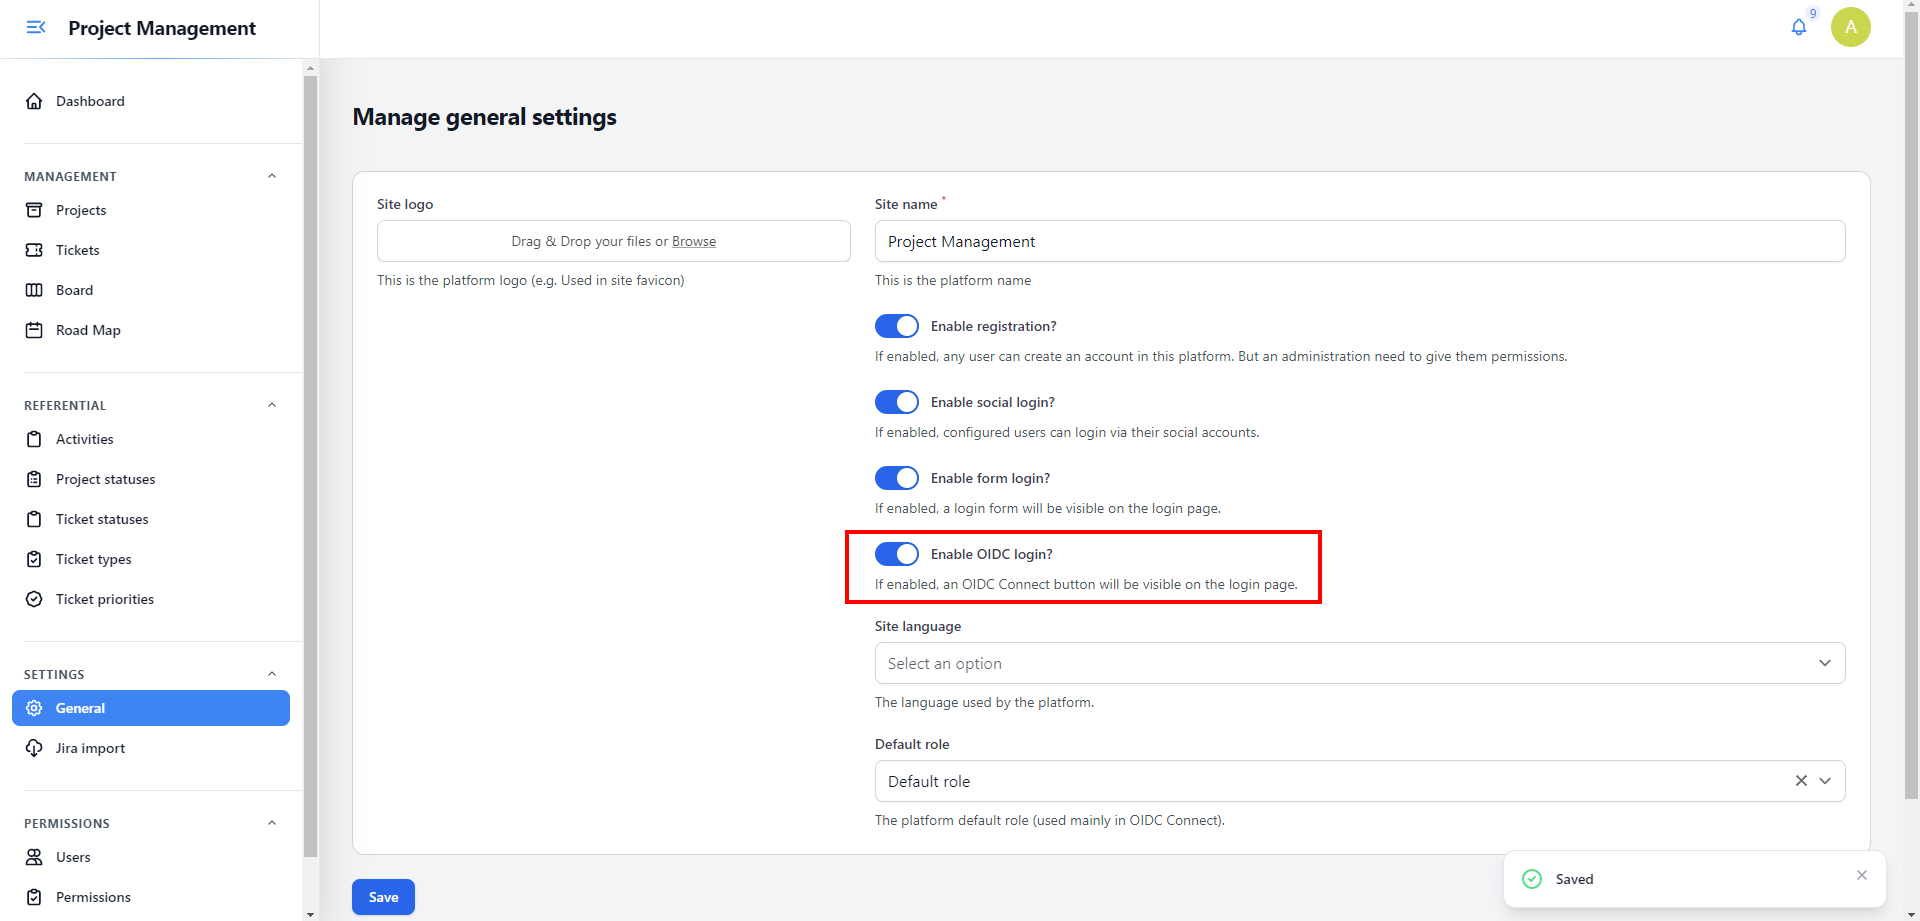 Project Management
9
A
Dashboard
MANAGEMENT
Projects
Tickets
Board
Road Map
REFERENTIAL
Activities
Project statuses
Ticket statuses
Ticket types
Ticket priorities
SETTINGS
General
Jira import
PERMISSIONS
Users
Permissions
Manage general settings
Site logo
Drag & Drop your files or Browse
This is the platform logo (e.g. Used in site favicon)
Site name *
Project Management
This is the platform name
Enable registration?
If enabled, any user can create an account in this platform. But an administration need to give them permissions.
Enable social login?
If enabled, configured users can login via their social accounts.
Enable form login?
If enabled, a login form will be visible on the login page.
Enable OIDC login?
If enabled, an OIDC Connect button will be visible on the login page.
Site language
Select an option
The language used by the platform.
Default role
Default role
The platform default role (used mainly in OIDC Connect).
Save
Saved